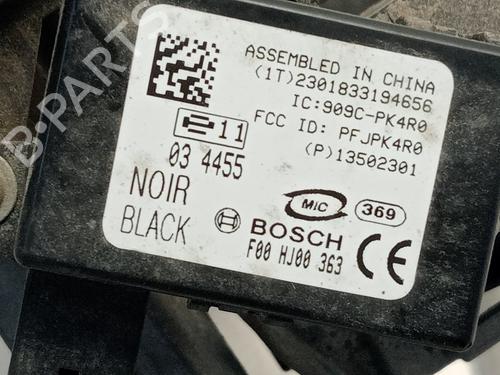 ASSEMBLED IN CHINA
(1T)2301833194656
IC:909C-PK4R0
FCC ID: PFJPK4R0
(P)13502301
11
03 4455
NOIR
BLACK
MIC
369
BOSCH
F00 HJ00 363
CE
B-PARTS